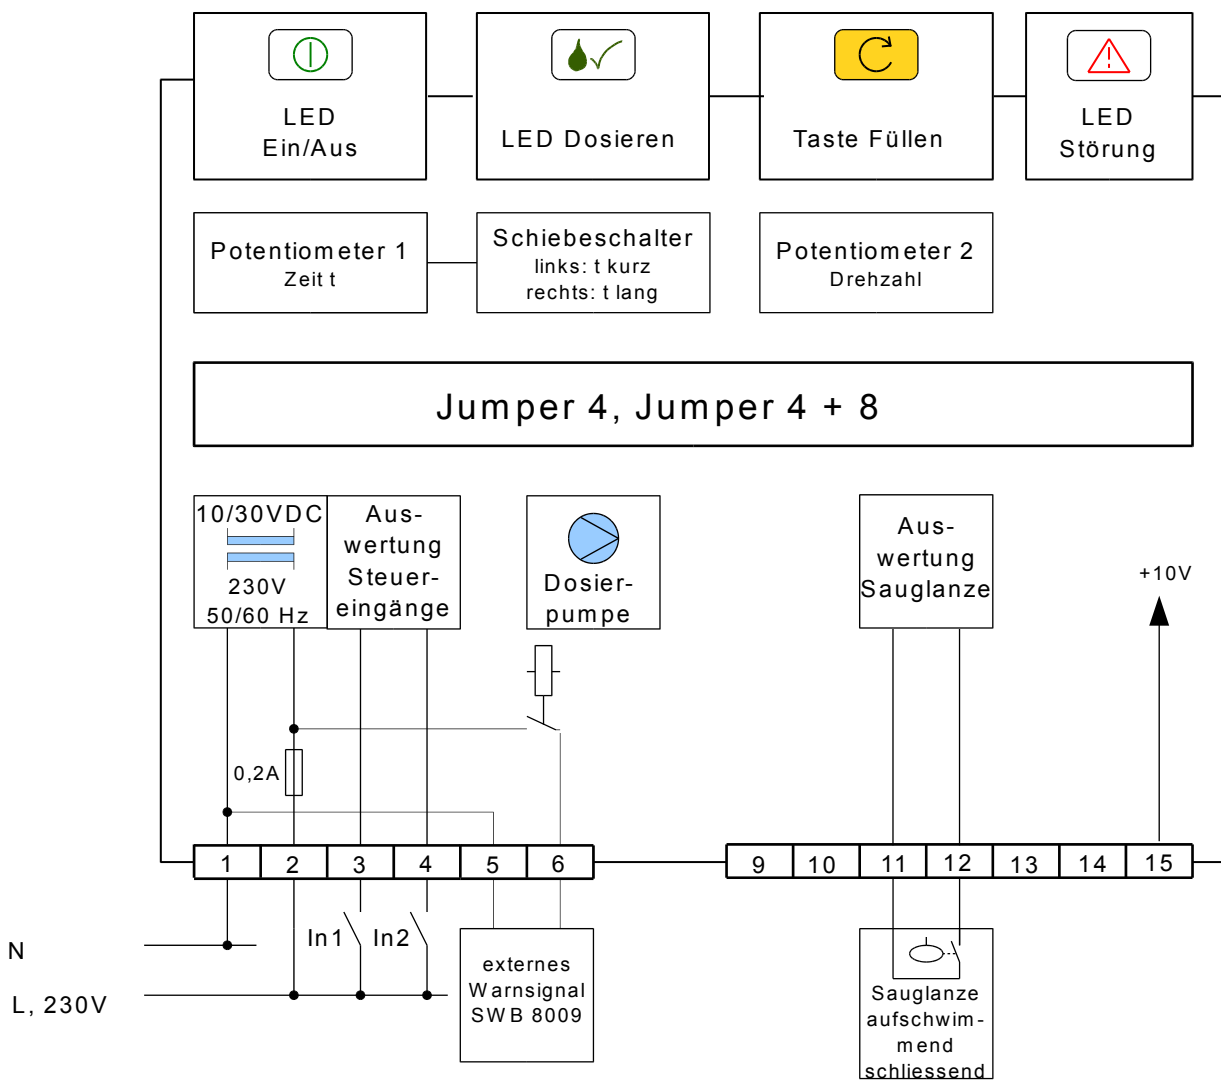 LED
Ein/Aus
LED Dosieren
Taste Füllen
LED
Störung
Potentiometer 1
Zeit t
Schiebeschalter
links: t kurz
rechts: t lang
Potentiometer 2
Drehzahl
Jumper 4, Jumper 4 + 8
10/30VDC
230V
50/60 Hz
Aus-
wertung
Steuer-
eingänge
Dosier-
pumpe
Aus-
wertung
Sauglanze
+10V
0,2A
1 2 3 4 5 6
9 10 11 12 13 14 15
In1
In2
N
L, 230V
externes
Warnsignal
SWB 8009
Sauglanze
aufschwim-
mend
schliessend